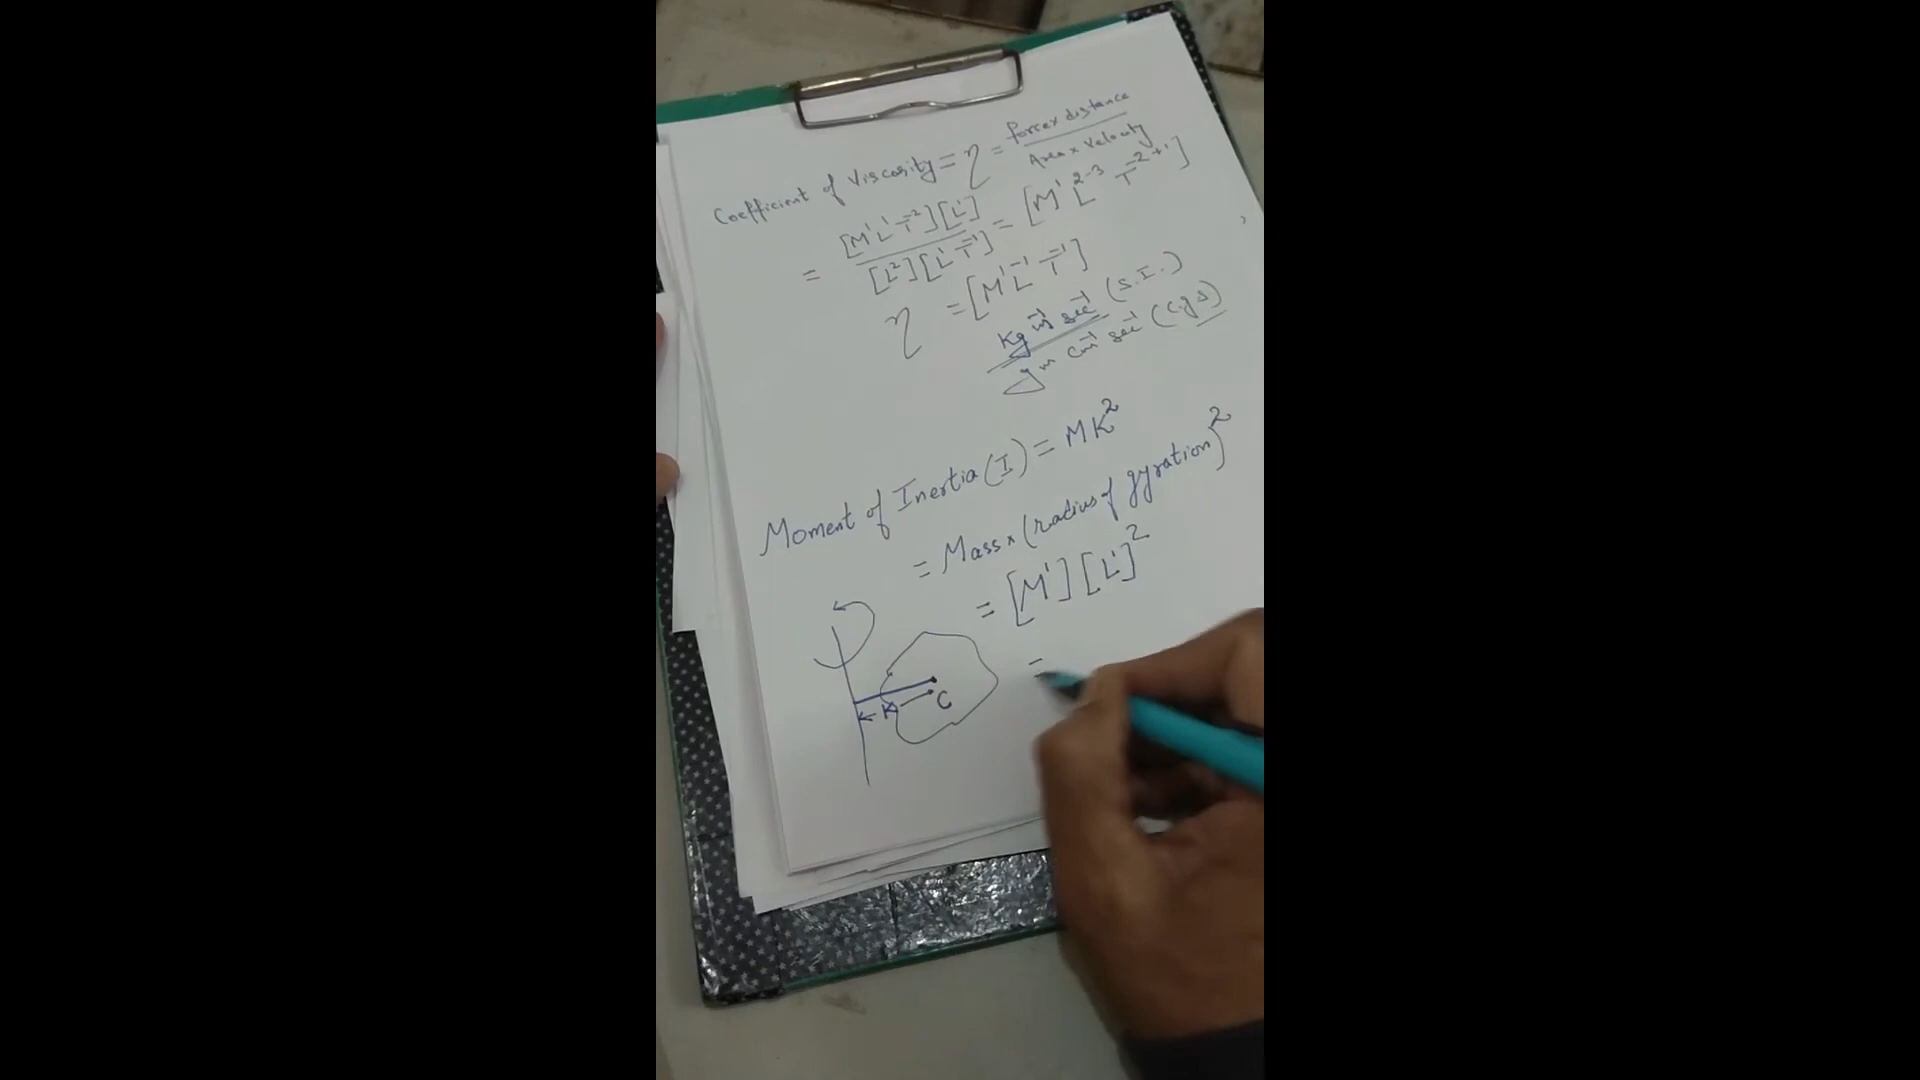 Coefficient of Viscosity = η = Force x distance / Area x Velocity
= [M¹L¹T⁻²][L¹] / [L²][L¹T⁻¹] = [M¹ L²⁻³ T⁻²⁺¹]
η = [M¹L⁻¹T⁻¹]
Kg m⁻¹ sec⁻¹ (S.I.)
gm cm⁻¹ sec⁻¹ (C.g.s)
Moment of Inertia (I) = MK²
= Mass x (radius of gyration)²
= [M¹][L¹]²
=
K
C